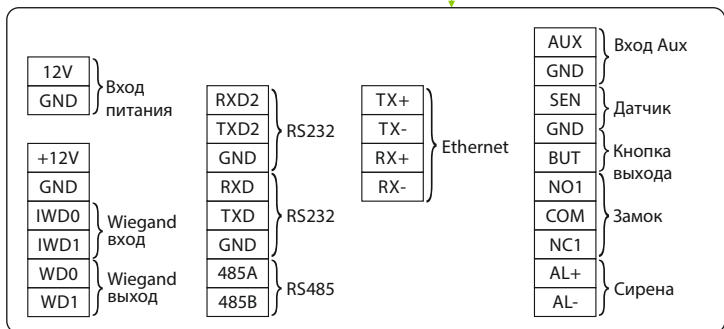 12V
GND
Вход
питания
+12V
GND
IWD0
IWD1
Wiegand
вход
WD0
WD1
Wiegand
выход
RXD2
TXD2
GND
RS232
RXD
TXD
GND
RS232
485A
485B
RS485
TX+
TX-
RX+
RX-
Ethernet
AUX
GND
Вход Aux
SEN
GND
Датчик
BUT
Кнопка
выхода
NO1
COM
NC1
Замок
AL+
AL-
Сирена